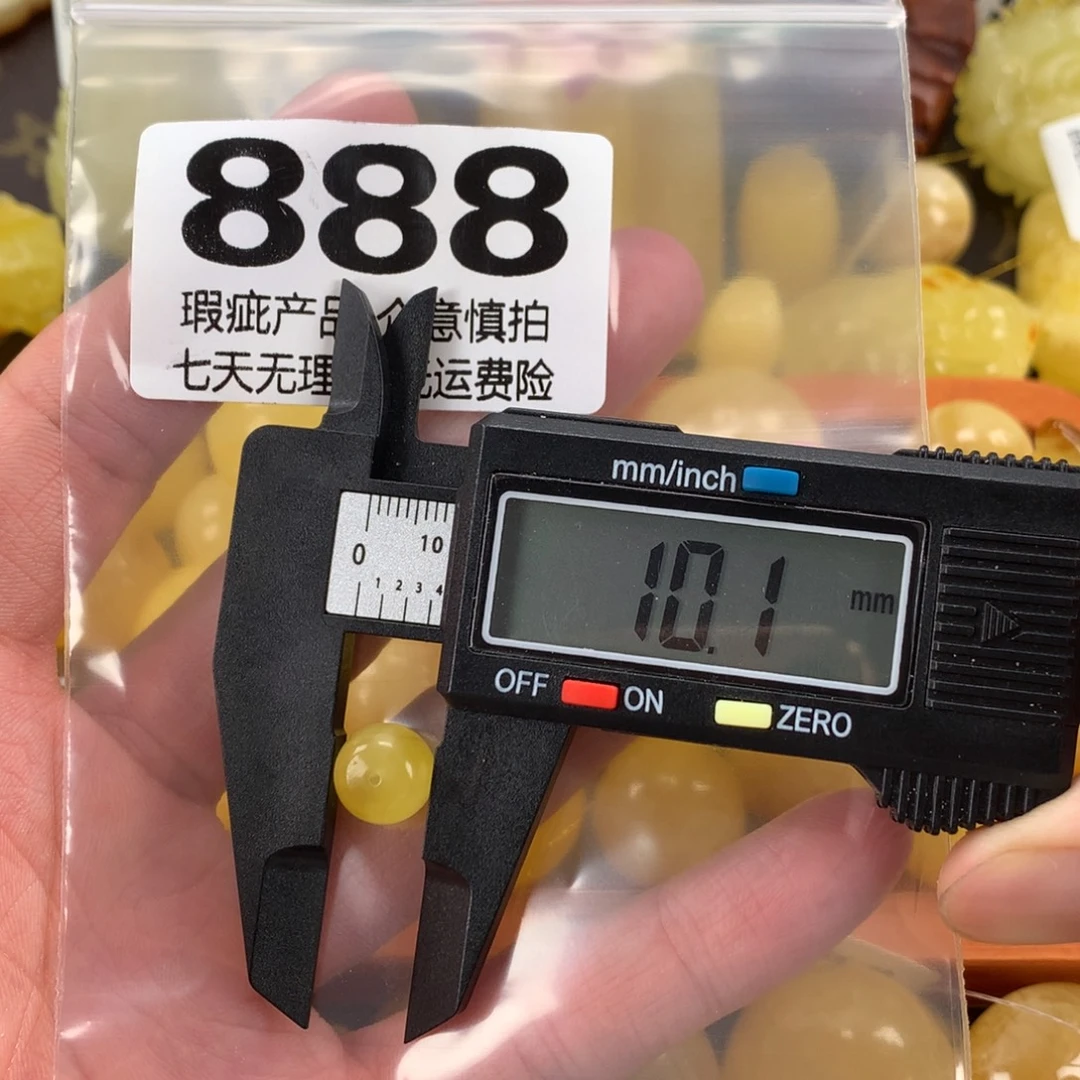 888
瑕疵产品 介意慎拍
七天无理 运费险
mm/inch
0 10
1 2 3 4
10.1 mm
OFF ON ZERO